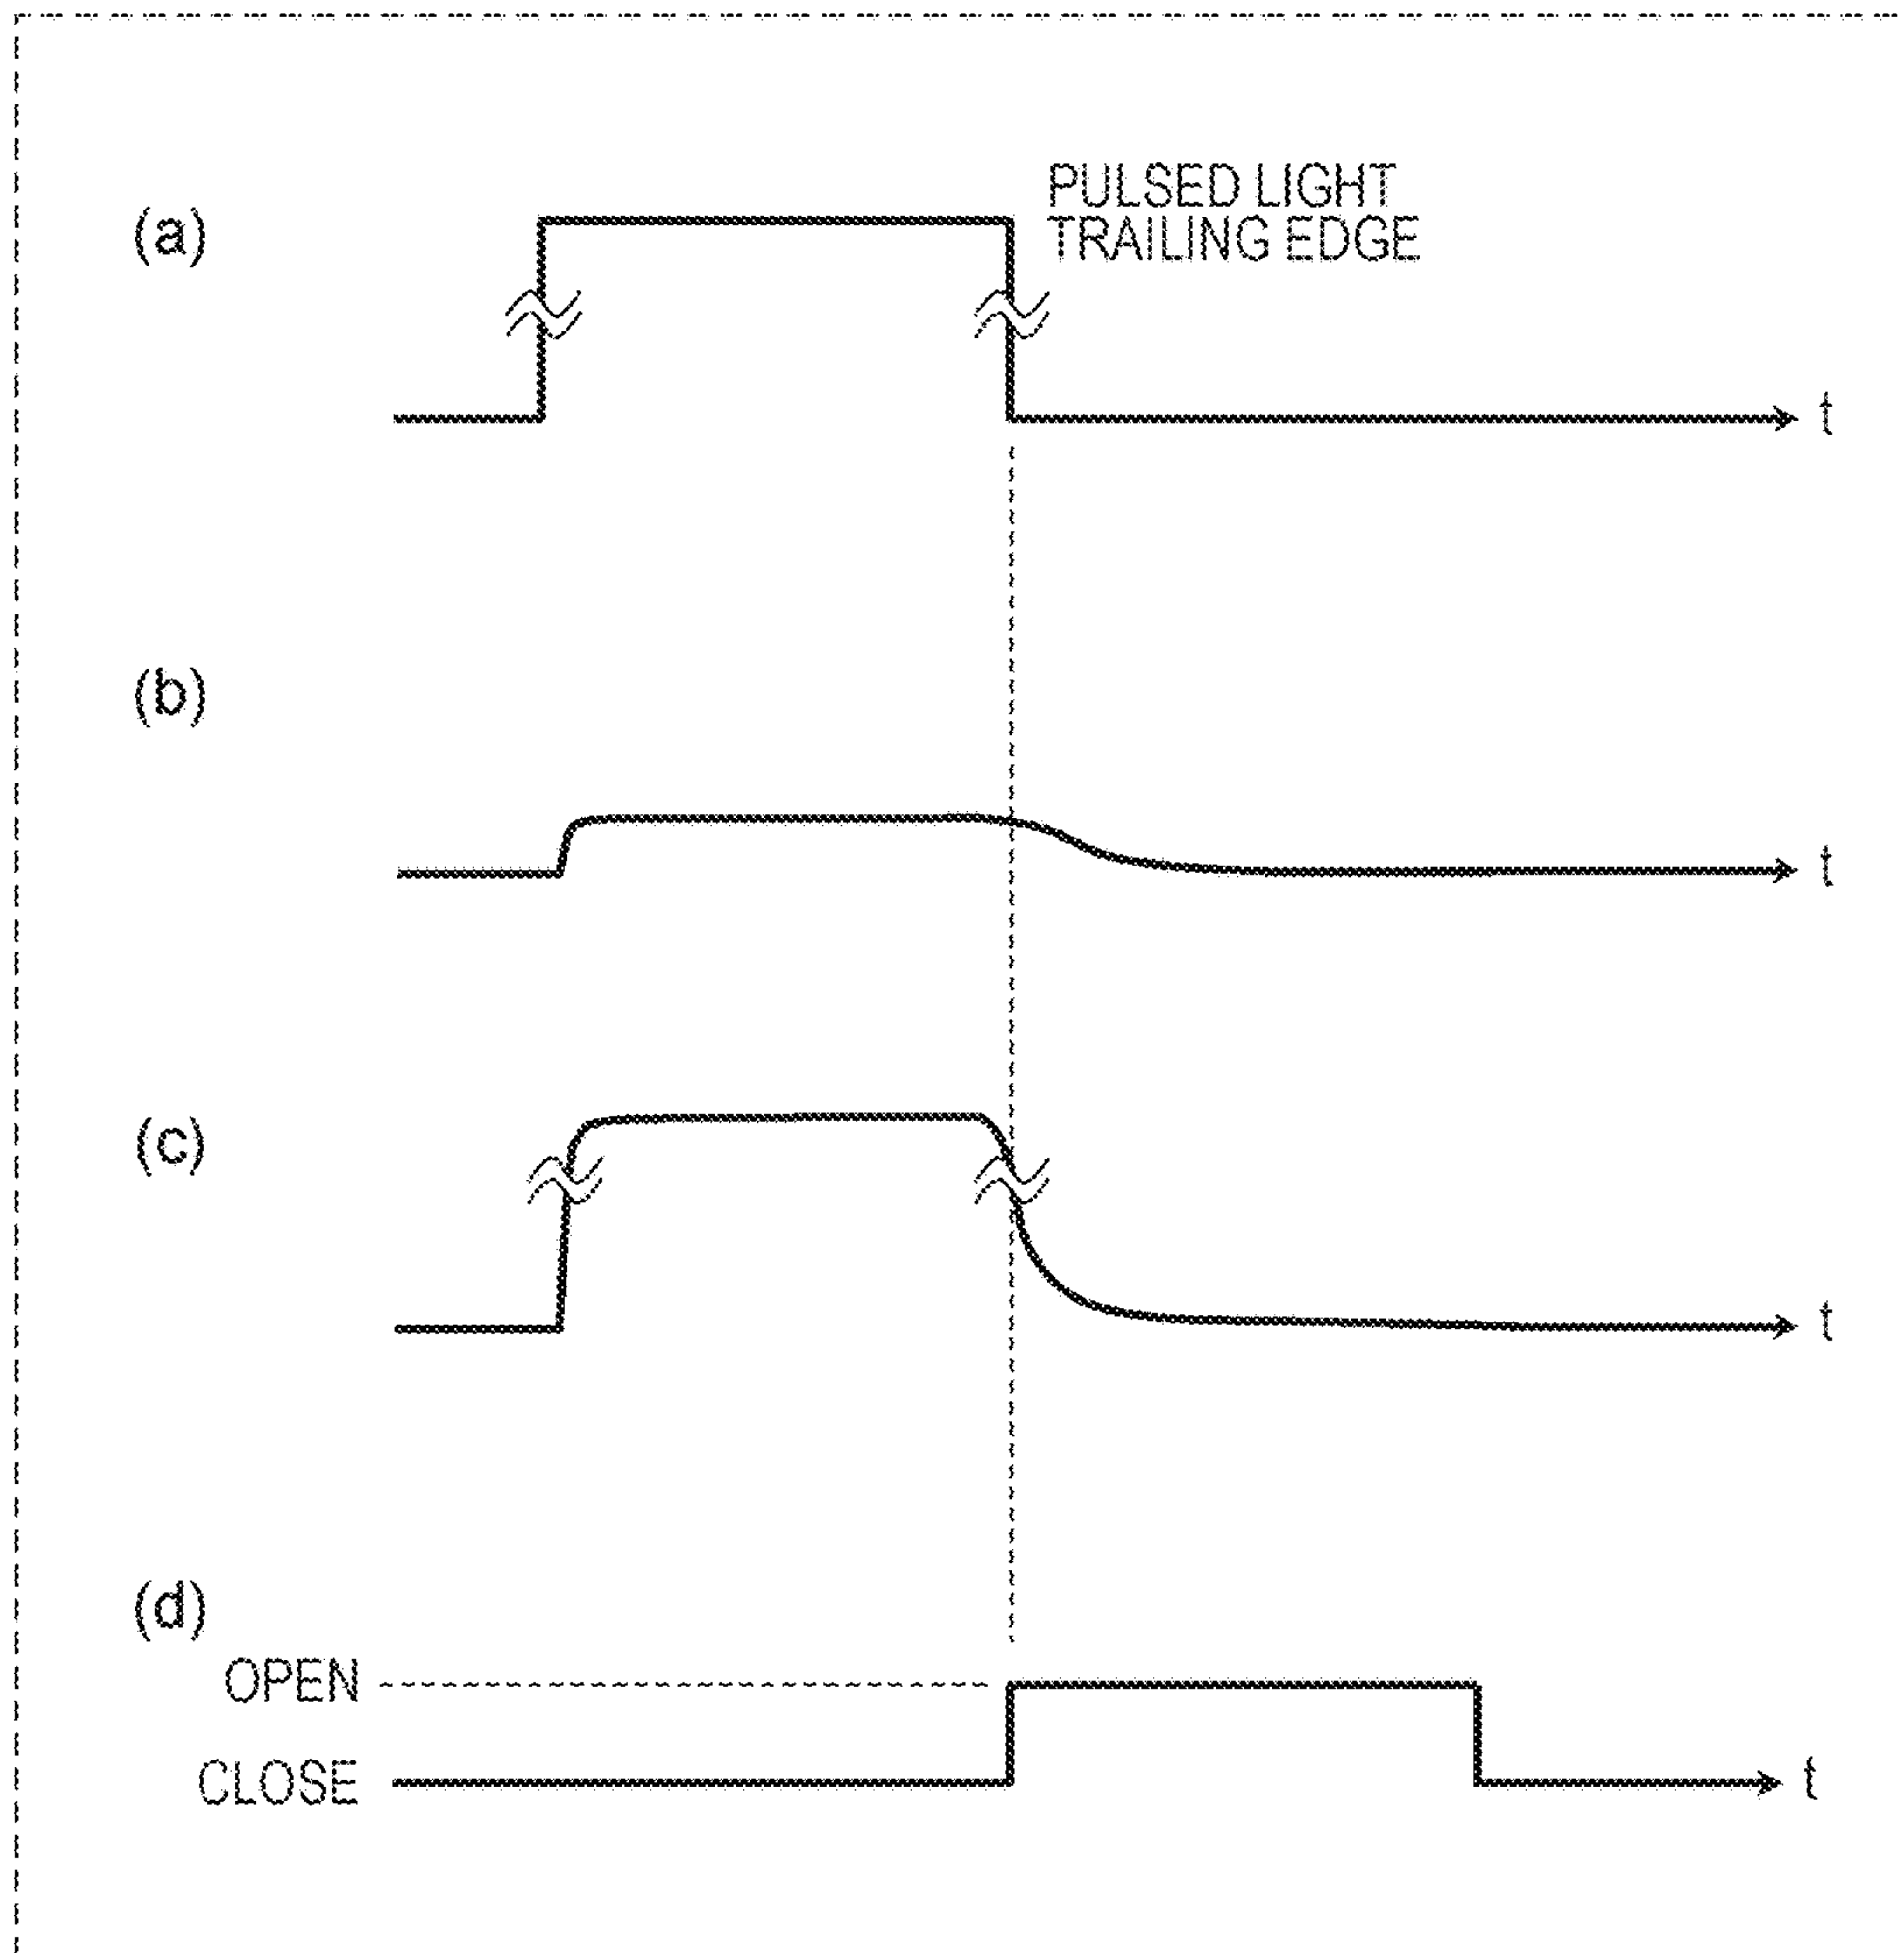 (a)
PULSED LIGHT
TRAILING EDGE
t
(b)
t
(c)
t
(d)
OPEN
CLOSE
t